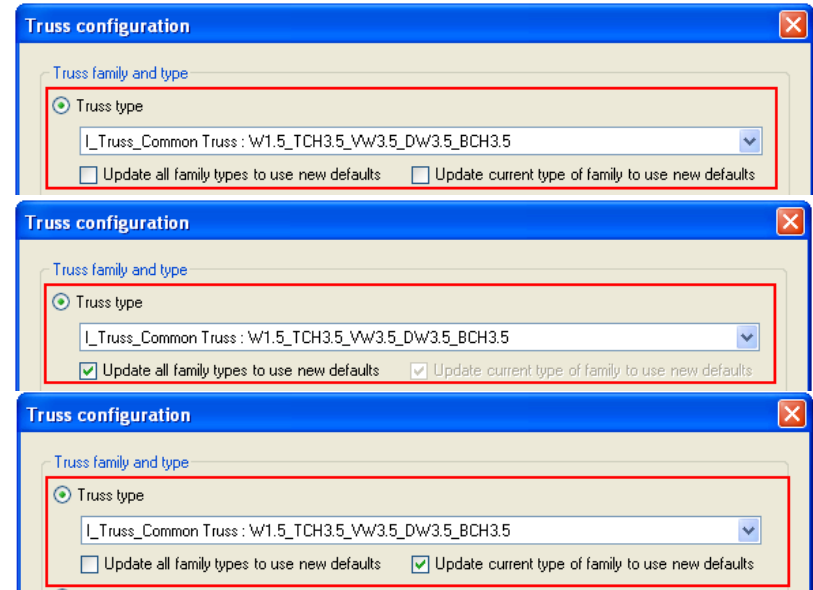 Truss configuration
Truss family and type
Truss type
I_Truss_Common Truss : W1.5_TCH3.5_VW3.5_DW3.5_BCH3.5
Update all family types to use new defaults Update current type of family to use new defaults
Truss configuration
Truss family and type
Truss type
I_Truss_Common Truss : W1.5_TCH3.5_VW3.5_DW3.5_BCH3.5
Update all family types to use new defaults Update current type of family to use new defaults
Truss configuration
Truss family and type
Truss type
I_Truss_Common Truss : W1.5_TCH3.5_VW3.5_DW3.5_BCH3.5
Update all family types to use new defaults Update current type of family to use new defaults